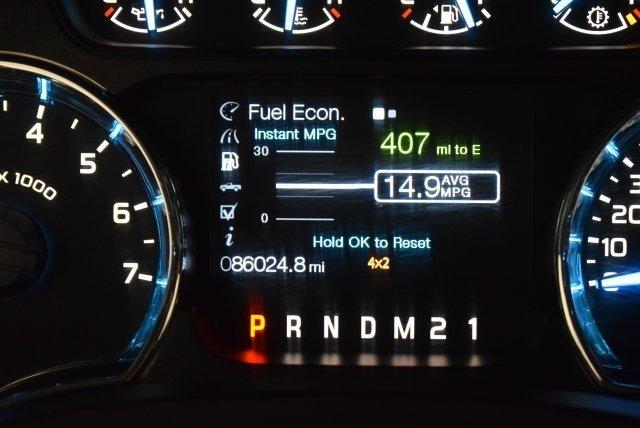 Fuel Econ.
Instant MPG
30
407 mi to E
14.9 AVG MPG
0
Hold OK to Reset
086024.8 mi
4x2
P R N D M 2 1
4
5
6
7
X 1000
20
10
0